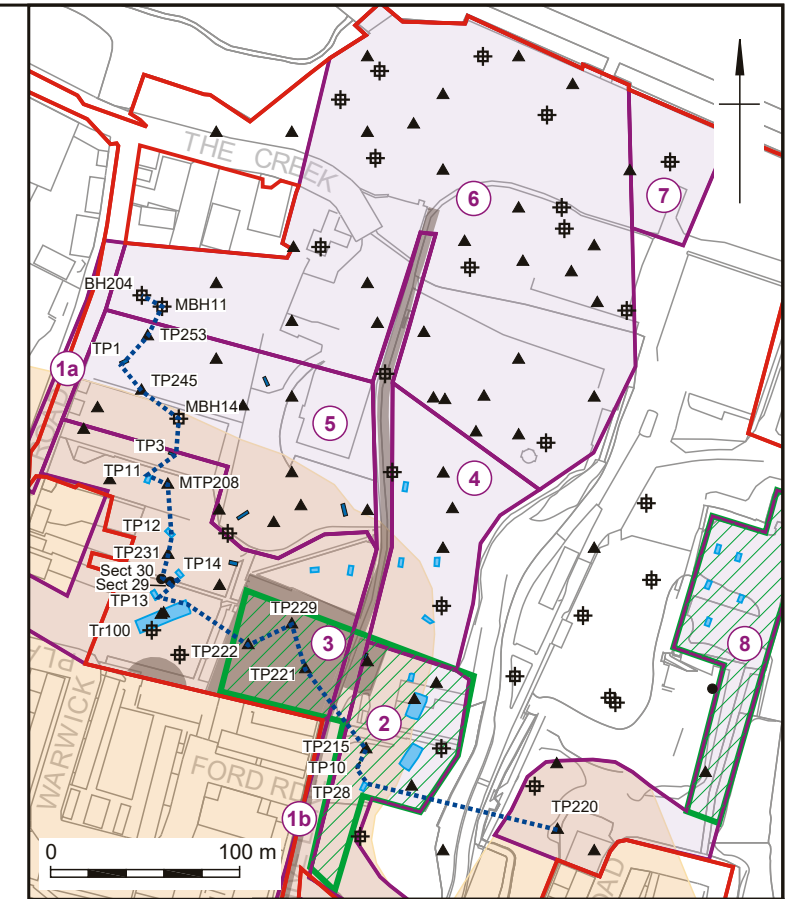 THE CREEK
6
7
BH204
MBH11
TP253
TP1
1a
TP245
MBH14
5
TP3
TP11
MTP208
4
TP12
TP231
TP14
Sect 30
Sect 29
TP13
TP229
Tr100
TP222
3
8
TP221
2
WARWICK
TP215
FORD RD
TP10
TP28
TP220
1b
0 100 m